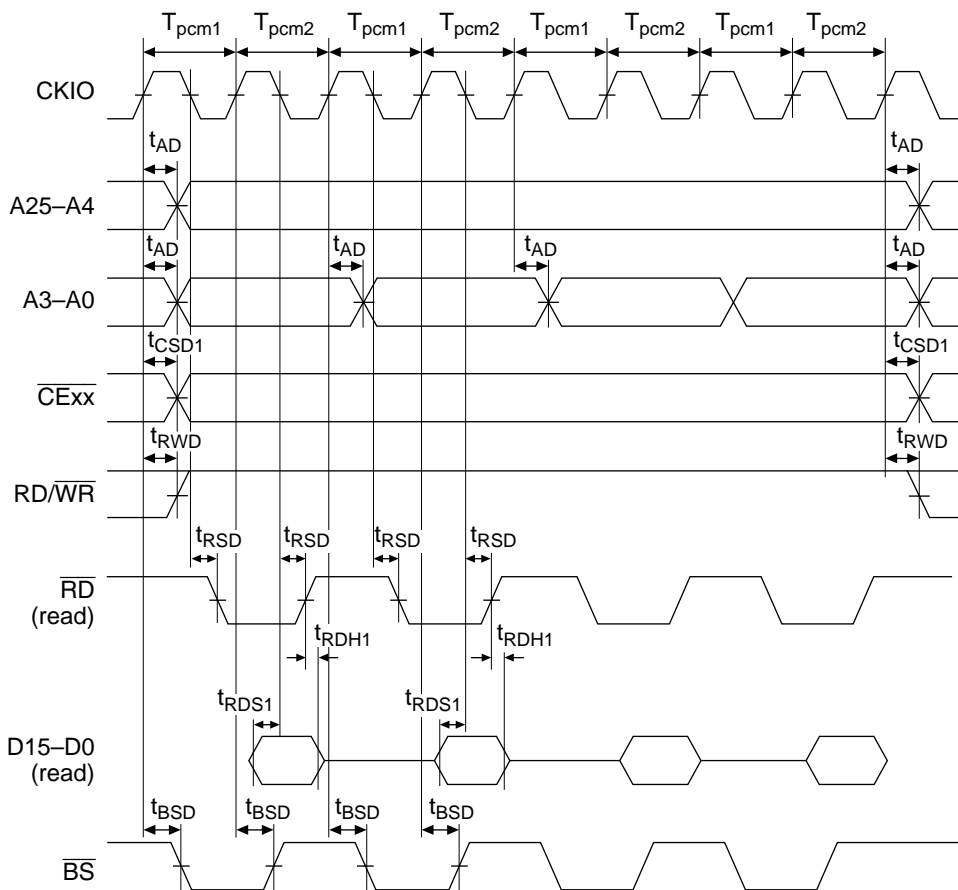 Tpcm1 Tpcm2 Tpcm1 Tpcm2 Tpcm1 Tpcm2 Tpcm1 Tpcm2
CKIO
tAD tAD
A25–A4
tAD tAD tAD tAD
A3–A0
tCSD1 tCSD1
CExx
tRWD tRWD
RD/WR
tRSD tRSD tRSD tRSD
RD
(read)
tRDH1 tRDH1
tRDS1 tRDS1
D15–D0
(read)
tBSD tBSD tBSD tBSD
BS